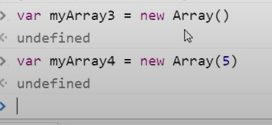 > var myArray3 = new Array()
<· undefined
> var myArray4 = new Array(5)
<· undefined
>